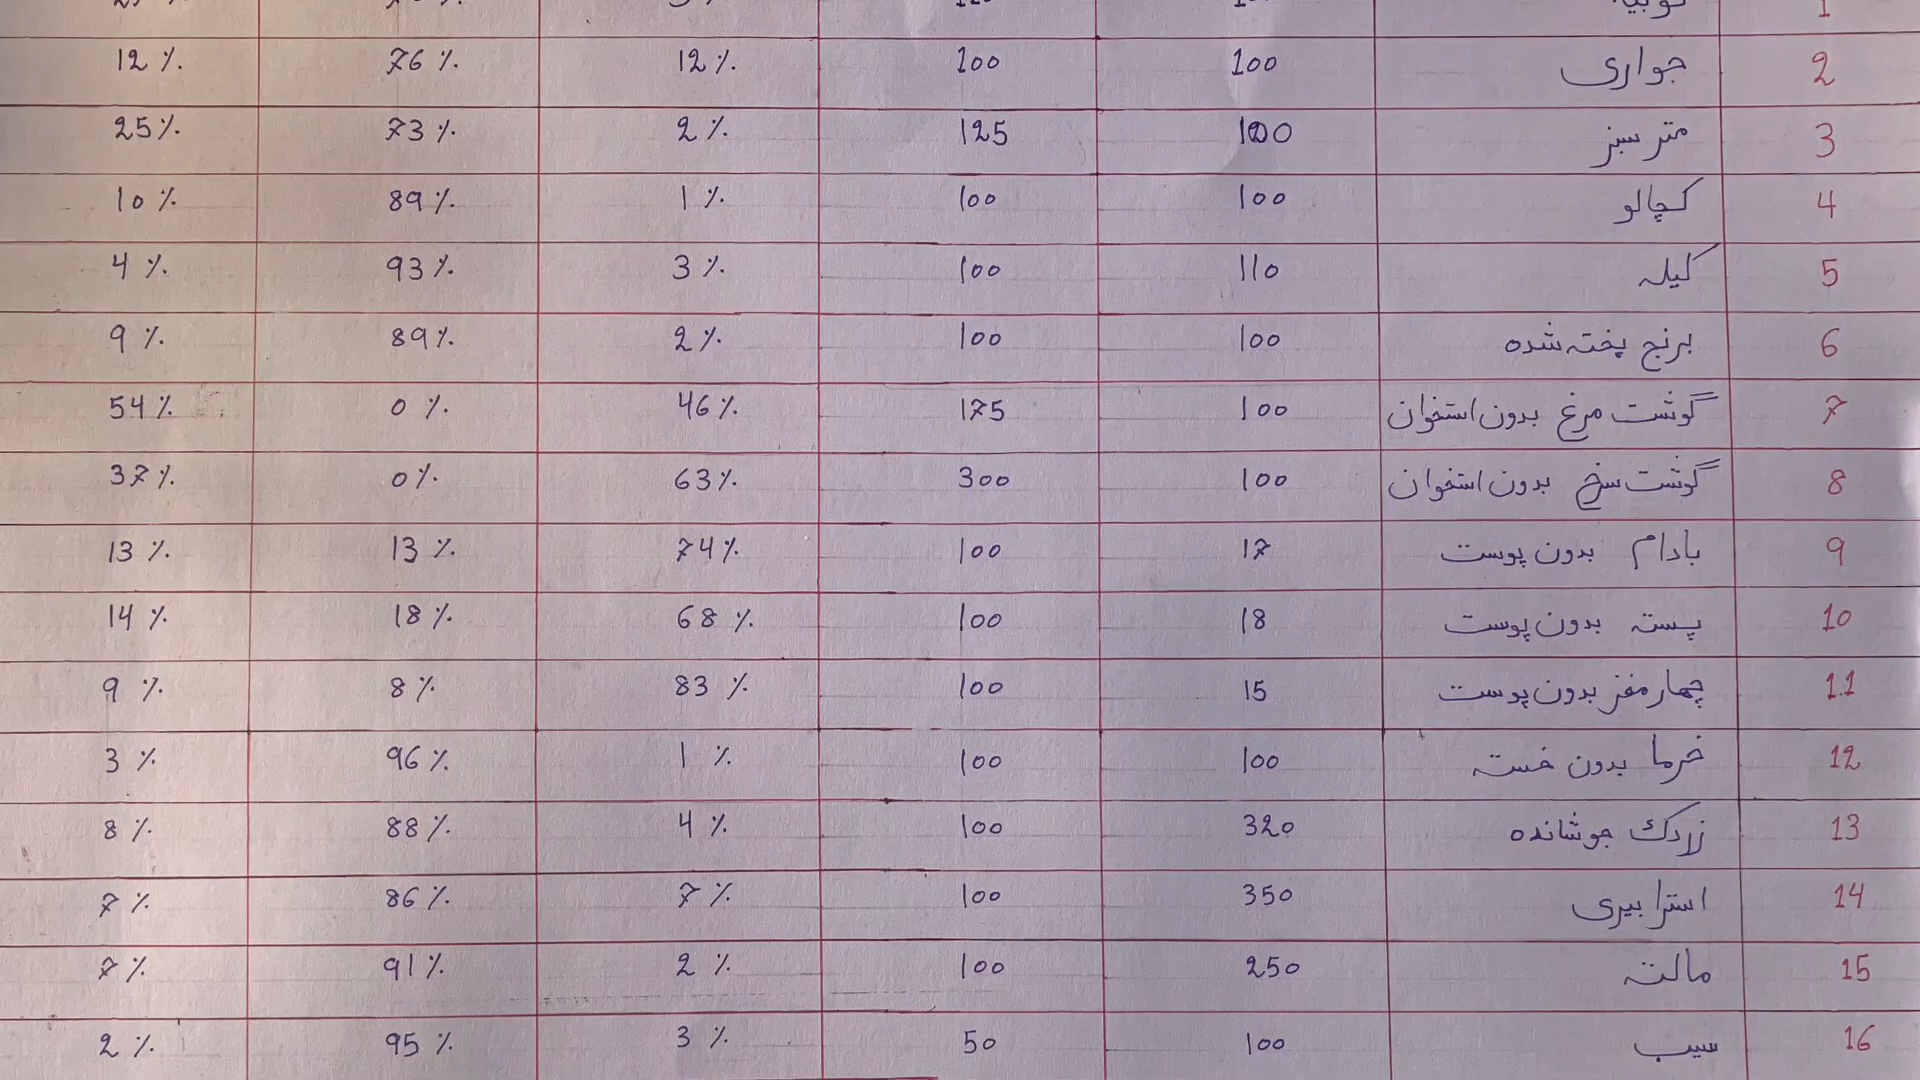 2 جواری 100 100 12٪ 76٪ 12٪
3 متر سبز 100 125 2٪ 73٪ 25٪
4 کچالو 100 100 1٪ 89٪ 10٪
5 کیله 110 100 3٪ 93٪ 4٪
6 برنج پخته شده 100 100 2٪ 89٪ 9٪
7 گوشت مرغ بدون استخوان 100 175 46٪ 0٪ 54٪
8 گوشت سرخ بدون استخوان 100 300 63٪ 0٪ 37٪
9 بادام بدون پوست 17 100 74٪ 13٪ 13٪
10 پسته بدون پوست 18 100 68٪ 18٪ 14٪
11 چهارمغز بدون پوست 15 100 83٪ 8٪ 9٪
12 خرما بدون خسته 100 100 1٪ 96٪ 3٪
13 زردک جوشانده 320 100 4٪ 88٪ 8٪
14 استرابیری 350 100 7٪ 86٪ 7٪
15 مالته 250 100 2٪ 91٪ 7٪
16 سیب 100 50 3٪ 95٪ 2٪